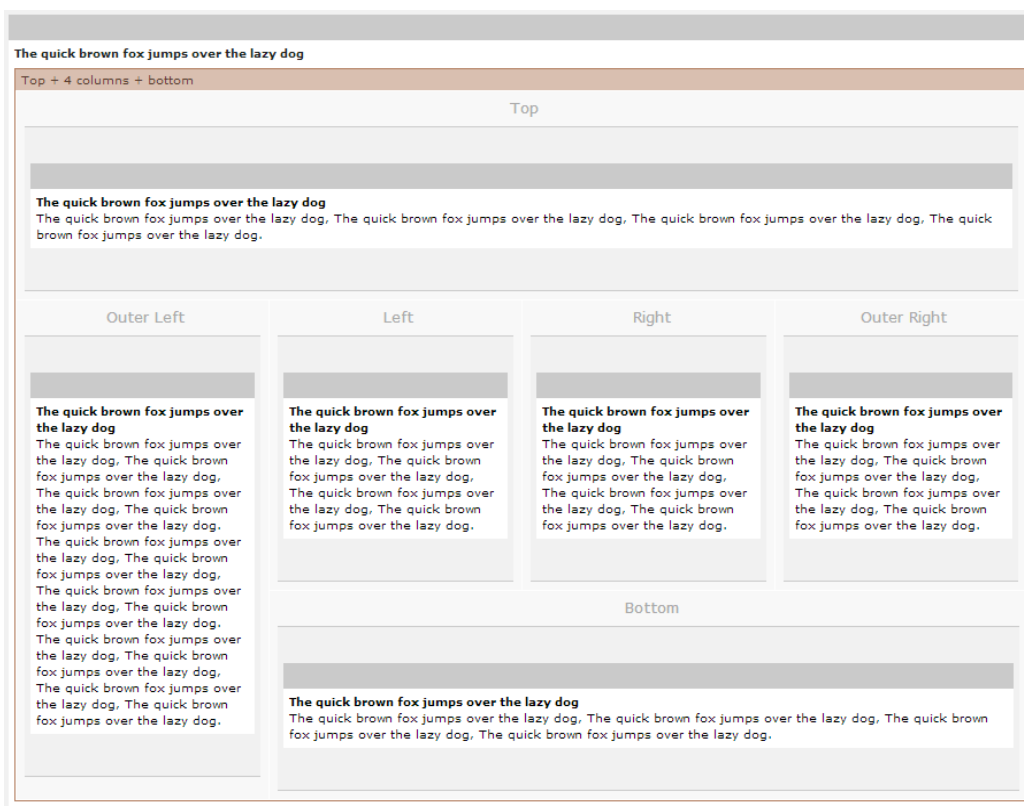 The quick brown fox jumps over the lazy dog
Top + 4 columns + bottom
Top
The quick brown fox jumps over the lazy dog
The quick brown fox jumps over the lazy dog, The quick brown fox jumps over the lazy dog, The quick brown fox jumps over the lazy dog, The quick
brown fox jumps over the lazy dog.
Outer Left
The quick brown fox jumps over
the lazy dog
The quick brown fox jumps over
the lazy dog, The quick brown
fox jumps over the lazy dog,
The quick brown fox jumps over
the lazy dog, The quick brown
fox jumps over the lazy dog.
The quick brown fox jumps over
the lazy dog, The quick brown
fox jumps over the lazy dog,
The quick brown fox jumps over
the lazy dog, The quick brown
fox jumps over the lazy dog.
The quick brown fox jumps over
the lazy dog, The quick brown
fox jumps over the lazy dog,
The quick brown fox jumps over
the lazy dog, The quick brown
fox jumps over the lazy dog.
Left
The quick brown fox jumps over
the lazy dog
The quick brown fox jumps over
the lazy dog, The quick brown
fox jumps over the lazy dog,
The quick brown fox jumps over
the lazy dog, The quick brown
fox jumps over the lazy dog.
Right
The quick brown fox jumps over
the lazy dog
The quick brown fox jumps over
the lazy dog, The quick brown
fox jumps over the lazy dog,
The quick brown fox jumps over
the lazy dog, The quick brown
fox jumps over the lazy dog.
Outer Right
The quick brown fox jumps over
the lazy dog
The quick brown fox jumps over
the lazy dog, The quick brown
fox jumps over the lazy dog,
The quick brown fox jumps over
the lazy dog, The quick brown
fox jumps over the lazy dog.
Bottom
The quick brown fox jumps over the lazy dog
The quick brown fox jumps over the lazy dog, The quick brown fox jumps over the lazy dog, The quick brown
fox jumps over the lazy dog, The quick brown fox jumps over the lazy dog.